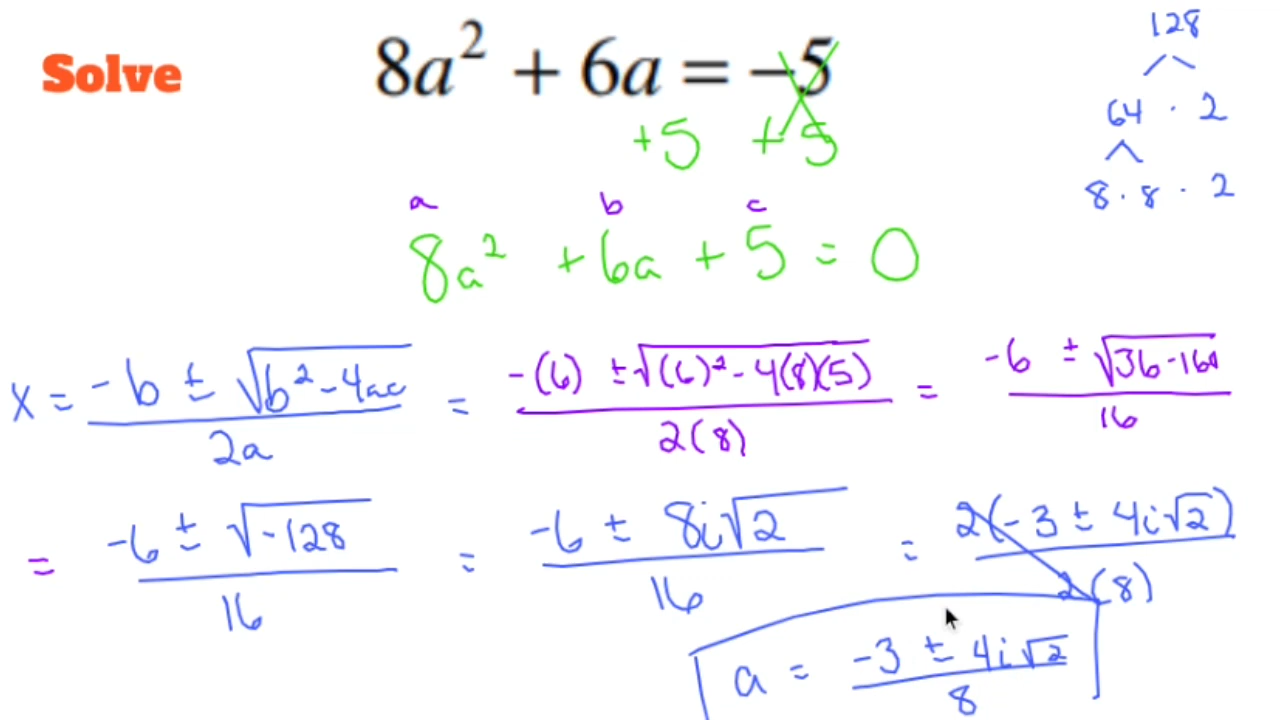 Solve
8a² + 6a = −5
+5 +5
a b c
8a² + 6a + 5 = 0
x = (-b ± √(b² - 4ac)) / 2a = (-(6) ± √((6)² - 4(8)(5))) / 2(8) = (-6 ± √(36 - 160)) / 16
= (-6 ± √(-128)) / 16 = (-6 ± 8i√2) / 16 = 2(-3 ± 4i√2) / 2(8)
a = (-3 ± 4i√2) / 8
128
64 · 2
8 · 8 · 2